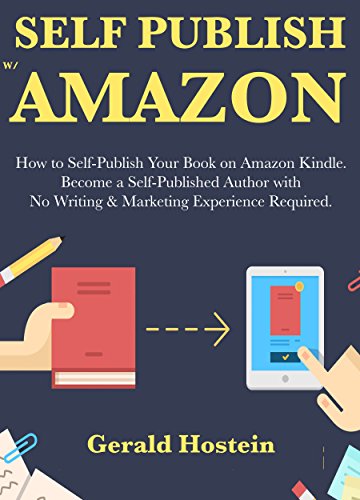 SELF PUBLISH
w/
AMAZON
How to Self-Publish Your Book on Amazon Kindle.
Become a Self-Published Author with
No Writing & Marketing Experience Required.
Gerald Hostein